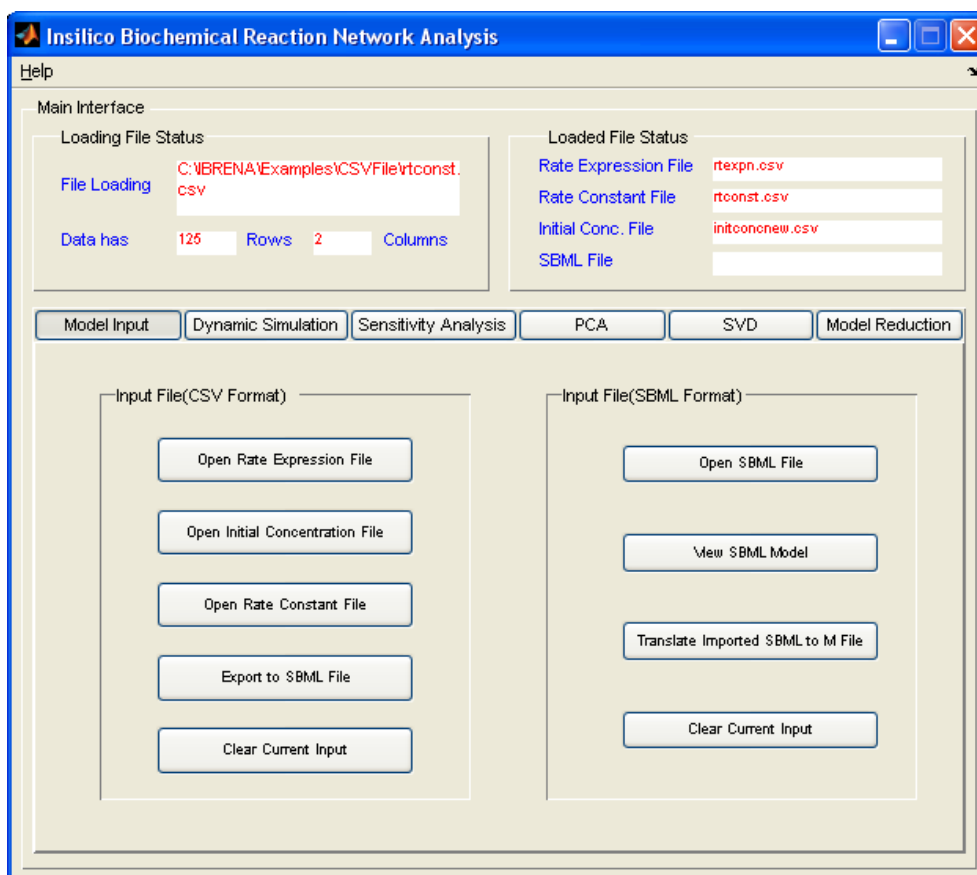 Insilico Biochemical Reaction Network Analysis
Help
Main Interface
Loading File Status
File Loading
C:\IBRENA\Examples\CSVFile\rtconst.
csv
Data has 125 Rows 2 Columns
Loaded File Status
Rate Expression File rtexpn.csv
Rate Constant File rtconst.csv
Initial Conc. File initconcnew.csv
SBML File
Model Input Dynamic Simulation Sensitivity Analysis PCA SVD Model Reduction
Input File(CSV Format)
Open Rate Expression File
Open Initial Concentration File
Open Rate Constant File
Export to SBML File
Clear Current Input
Input File(SBML Format)
Open SBML File
View SBML Model
Translate Imported SBML to M File
Clear Current Input